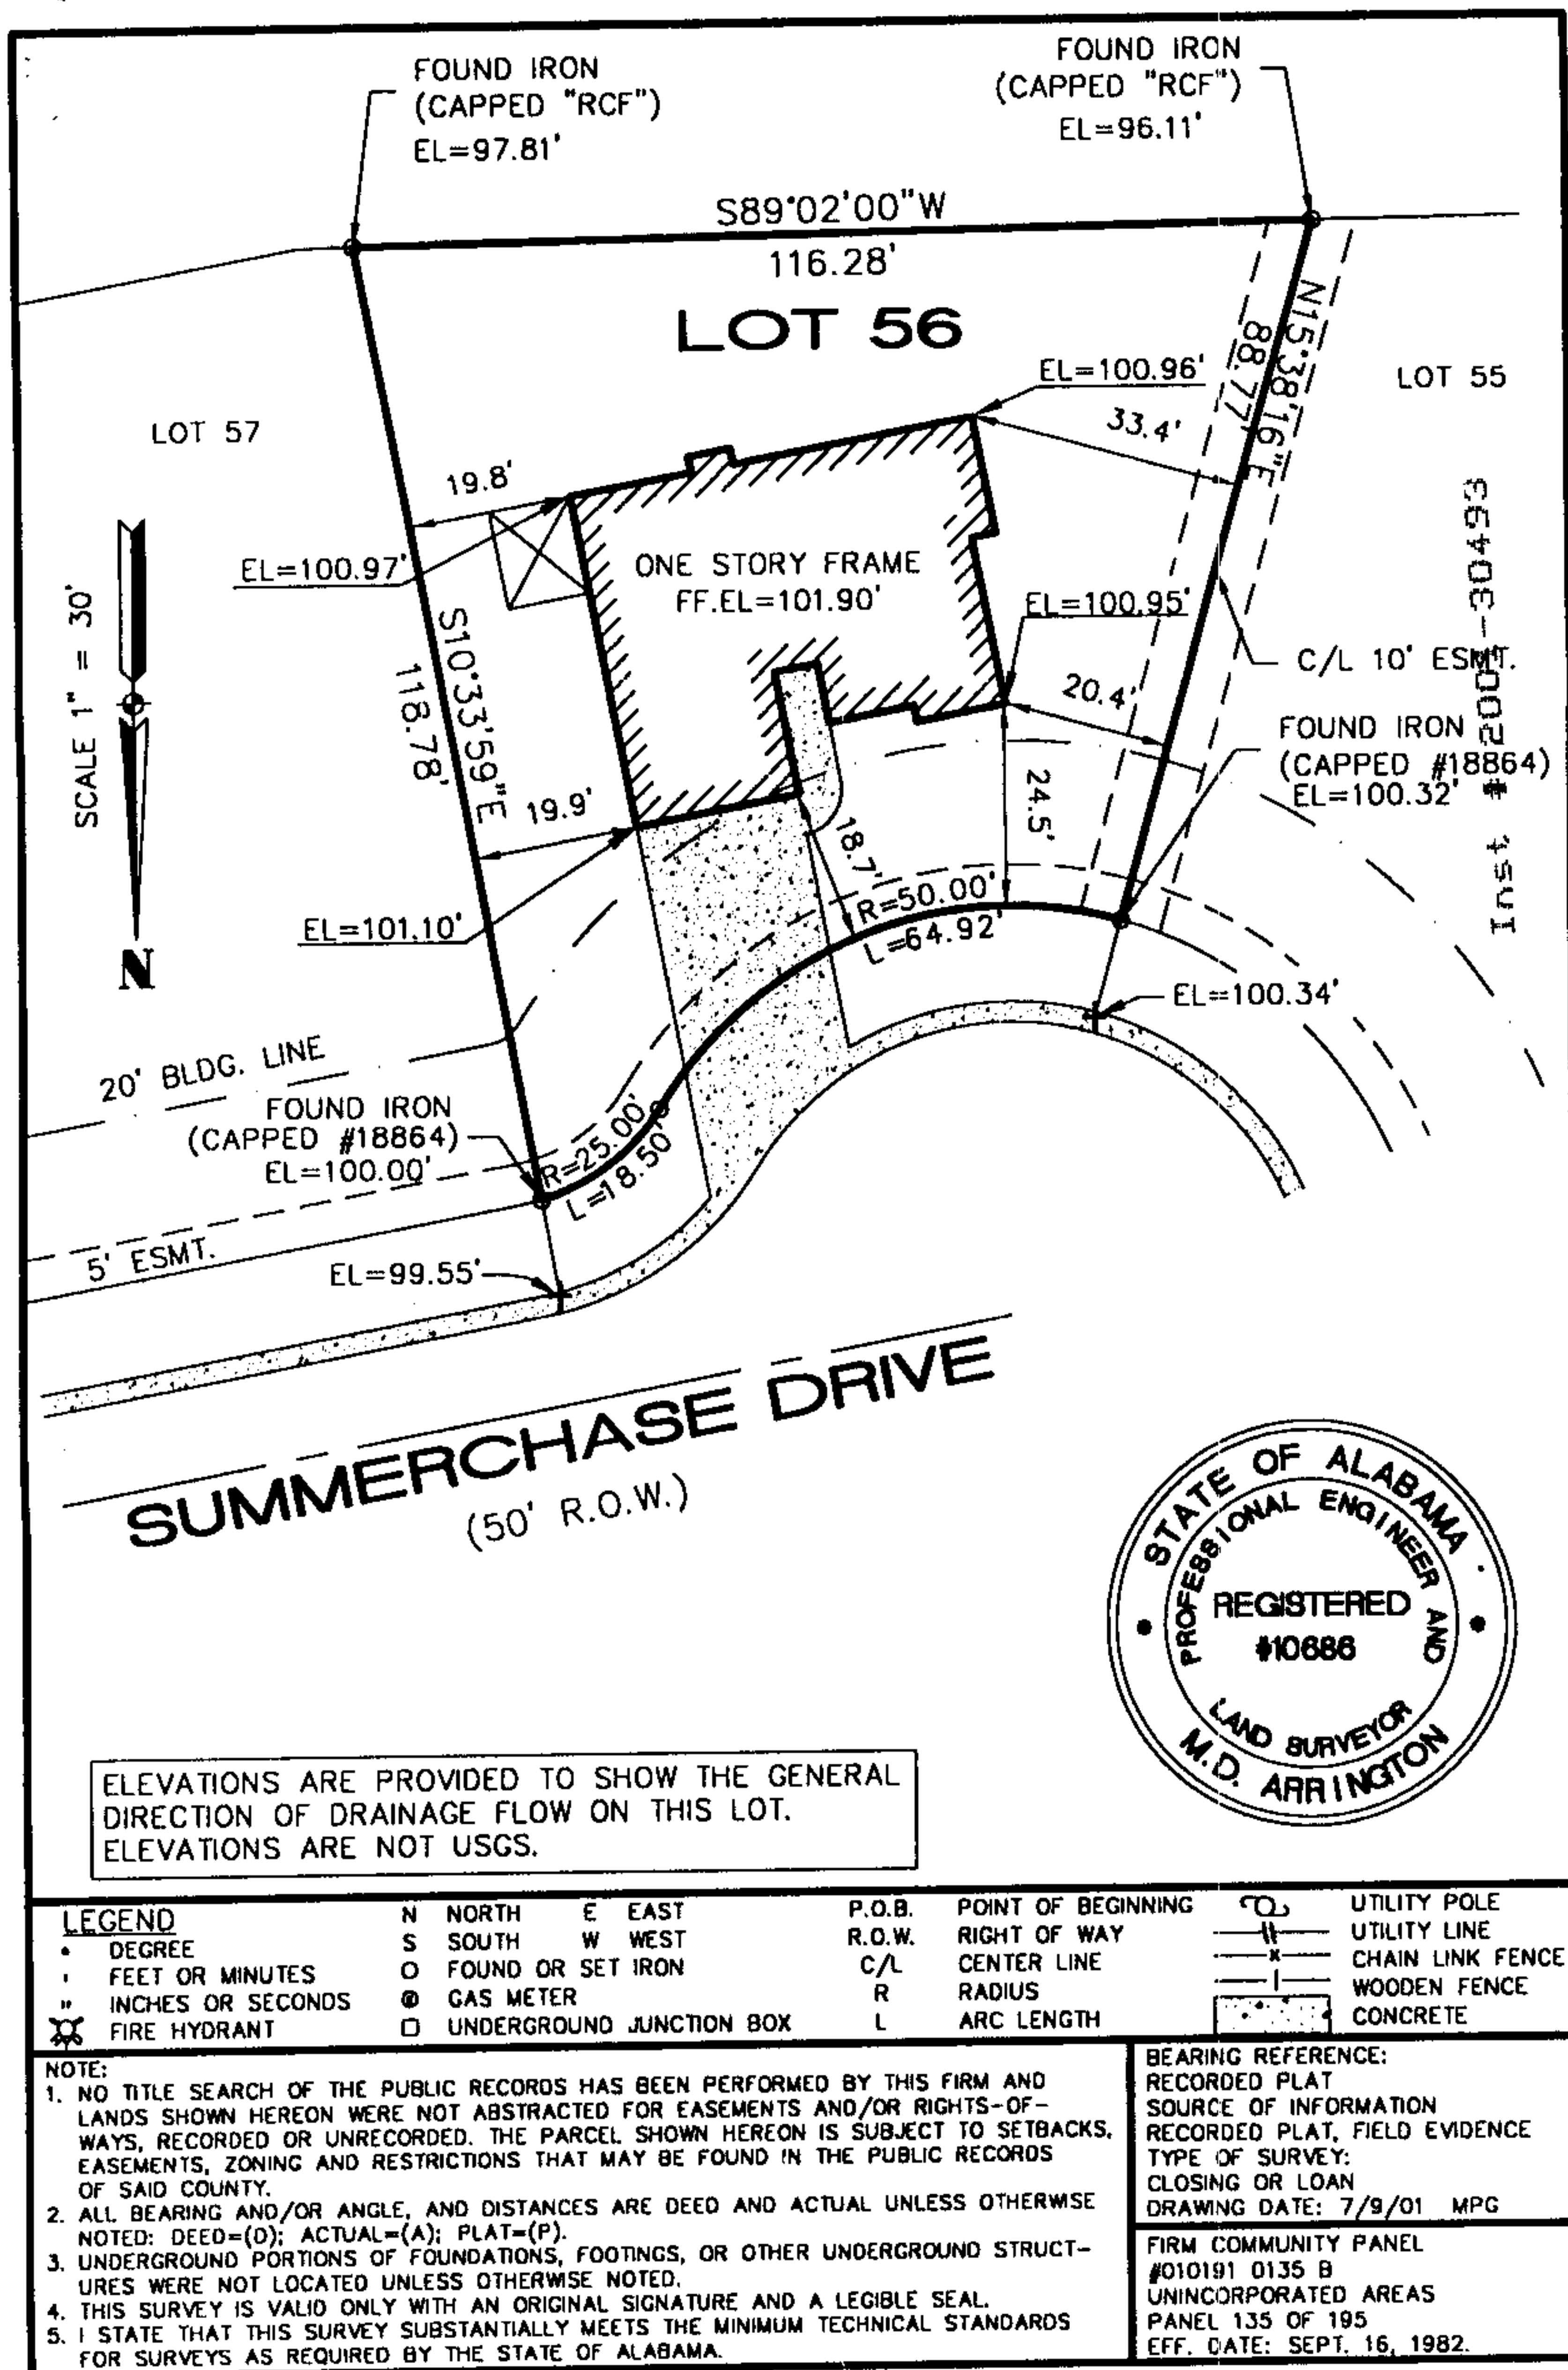 FOUND IRON
(CAPPED "RCF")
EL=97.81'
FOUND IRON
(CAPPED "RCF")
EL=96.11'
S89°02'00"W
116.28'
LOT 56
N15°38'16"E
88.77'
LOT 55
LOT 57
EL=100.96'
33.4'
19.8'
EL=100.97'
ONE STORY FRAME
FF.EL=101.90'
EL=100.95'
SCALE 1" = 30'
N
S10°33'59"E
118.78'
C/L 10' ESMT.
20.4'
FOUND IRON
(CAPPED #18864)
EL=100.32'
Inst # 2001-30493
19.9'
24.5'
18.7'
R=50.00'
L=64.92'
EL=101.10'
EL=100.34'
20' BLDG. LINE
FOUND IRON
(CAPPED #18864)
EL=100.00'
R=25.00'
L=18.50'
5' ESMT.
EL=99.55'
SUMMERCHASE DRIVE
(50' R.O.W.)
STATE OF ALABAMA
PROFESSIONAL ENGINEER AND
REGISTERED
#10686
LAND SURVEYOR
M.D. ARRINGTON
ELEVATIONS ARE PROVIDED TO SHOW THE GENERAL
DIRECTION OF DRAINAGE FLOW ON THIS LOT.
ELEVATIONS ARE NOT USGS.
LEGEND
° DEGREE
' FEET OR MINUTES
" INCHES OR SECONDS
FIRE HYDRANT
N NORTH E EAST
S SOUTH W WEST
O FOUND OR SET IRON
GAS METER
UNDERGROUND JUNCTION BOX
P.O.B. POINT OF BEGINNING
R.O.W. RIGHT OF WAY
C/L CENTER LINE
R RADIUS
L ARC LENGTH
UTILITY POLE
UTILITY LINE
CHAIN LINK FENCE
WOODEN FENCE
CONCRETE
NOTE:
1. NO TITLE SEARCH OF THE PUBLIC RECORDS HAS BEEN PERFORMED BY THIS FIRM AND
LANDS SHOWN HEREON WERE NOT ABSTRACTED FOR EASEMENTS AND/OR RIGHTS-OF-
WAYS, RECORDED OR UNRECORDED. THE PARCEL SHOWN HEREON IS SUBJECT TO SETBACKS,
EASEMENTS, ZONING AND RESTRICTIONS THAT MAY BE FOUND IN THE PUBLIC RECORDS
OF SAID COUNTY.
2. ALL BEARING AND/OR ANGLE, AND DISTANCES ARE DEED AND ACTUAL UNLESS OTHERWISE
NOTED: DEED=(D); ACTUAL=(A); PLAT=(P).
3. UNDERGROUND PORTIONS OF FOUNDATIONS, FOOTINGS, OR OTHER UNDERGROUND STRUCT-
URES WERE NOT LOCATED UNLESS OTHERWISE NOTED.
4. THIS SURVEY IS VALID ONLY WITH AN ORIGINAL SIGNATURE AND A LEGIBLE SEAL.
5. I STATE THAT THIS SURVEY SUBSTANTIALLY MEETS THE MINIMUM TECHNICAL STANDARDS
FOR SURVEYS AS REQUIRED BY THE STATE OF ALABAMA.
BEARING REFERENCE:
RECORDED PLAT
SOURCE OF INFORMATION
RECORDED PLAT, FIELD EVIDENCE
TYPE OF SURVEY:
CLOSING OR LOAN
DRAWING DATE: 7/9/01 MPG
FIRM COMMUNITY PANEL
#010191 0135 B
UNINCORPORATED AREAS
PANEL 135 OF 195
EFF. DATE: SEPT. 16, 1982.